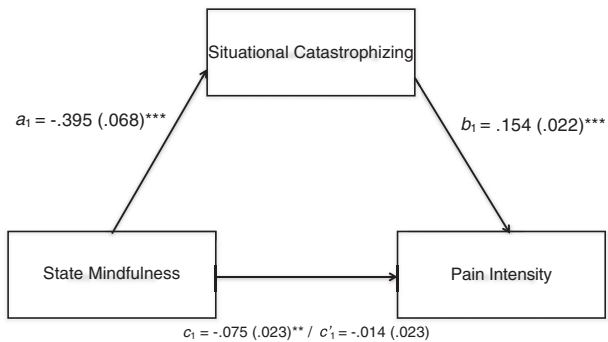 Situational Catastrophizing
a₁ = -.395 (.068)***
b₁ = .154 (.022)***
State Mindfulness
Pain Intensity
c₁ = -.075 (.023)** / c'₁ = -.014 (.023)